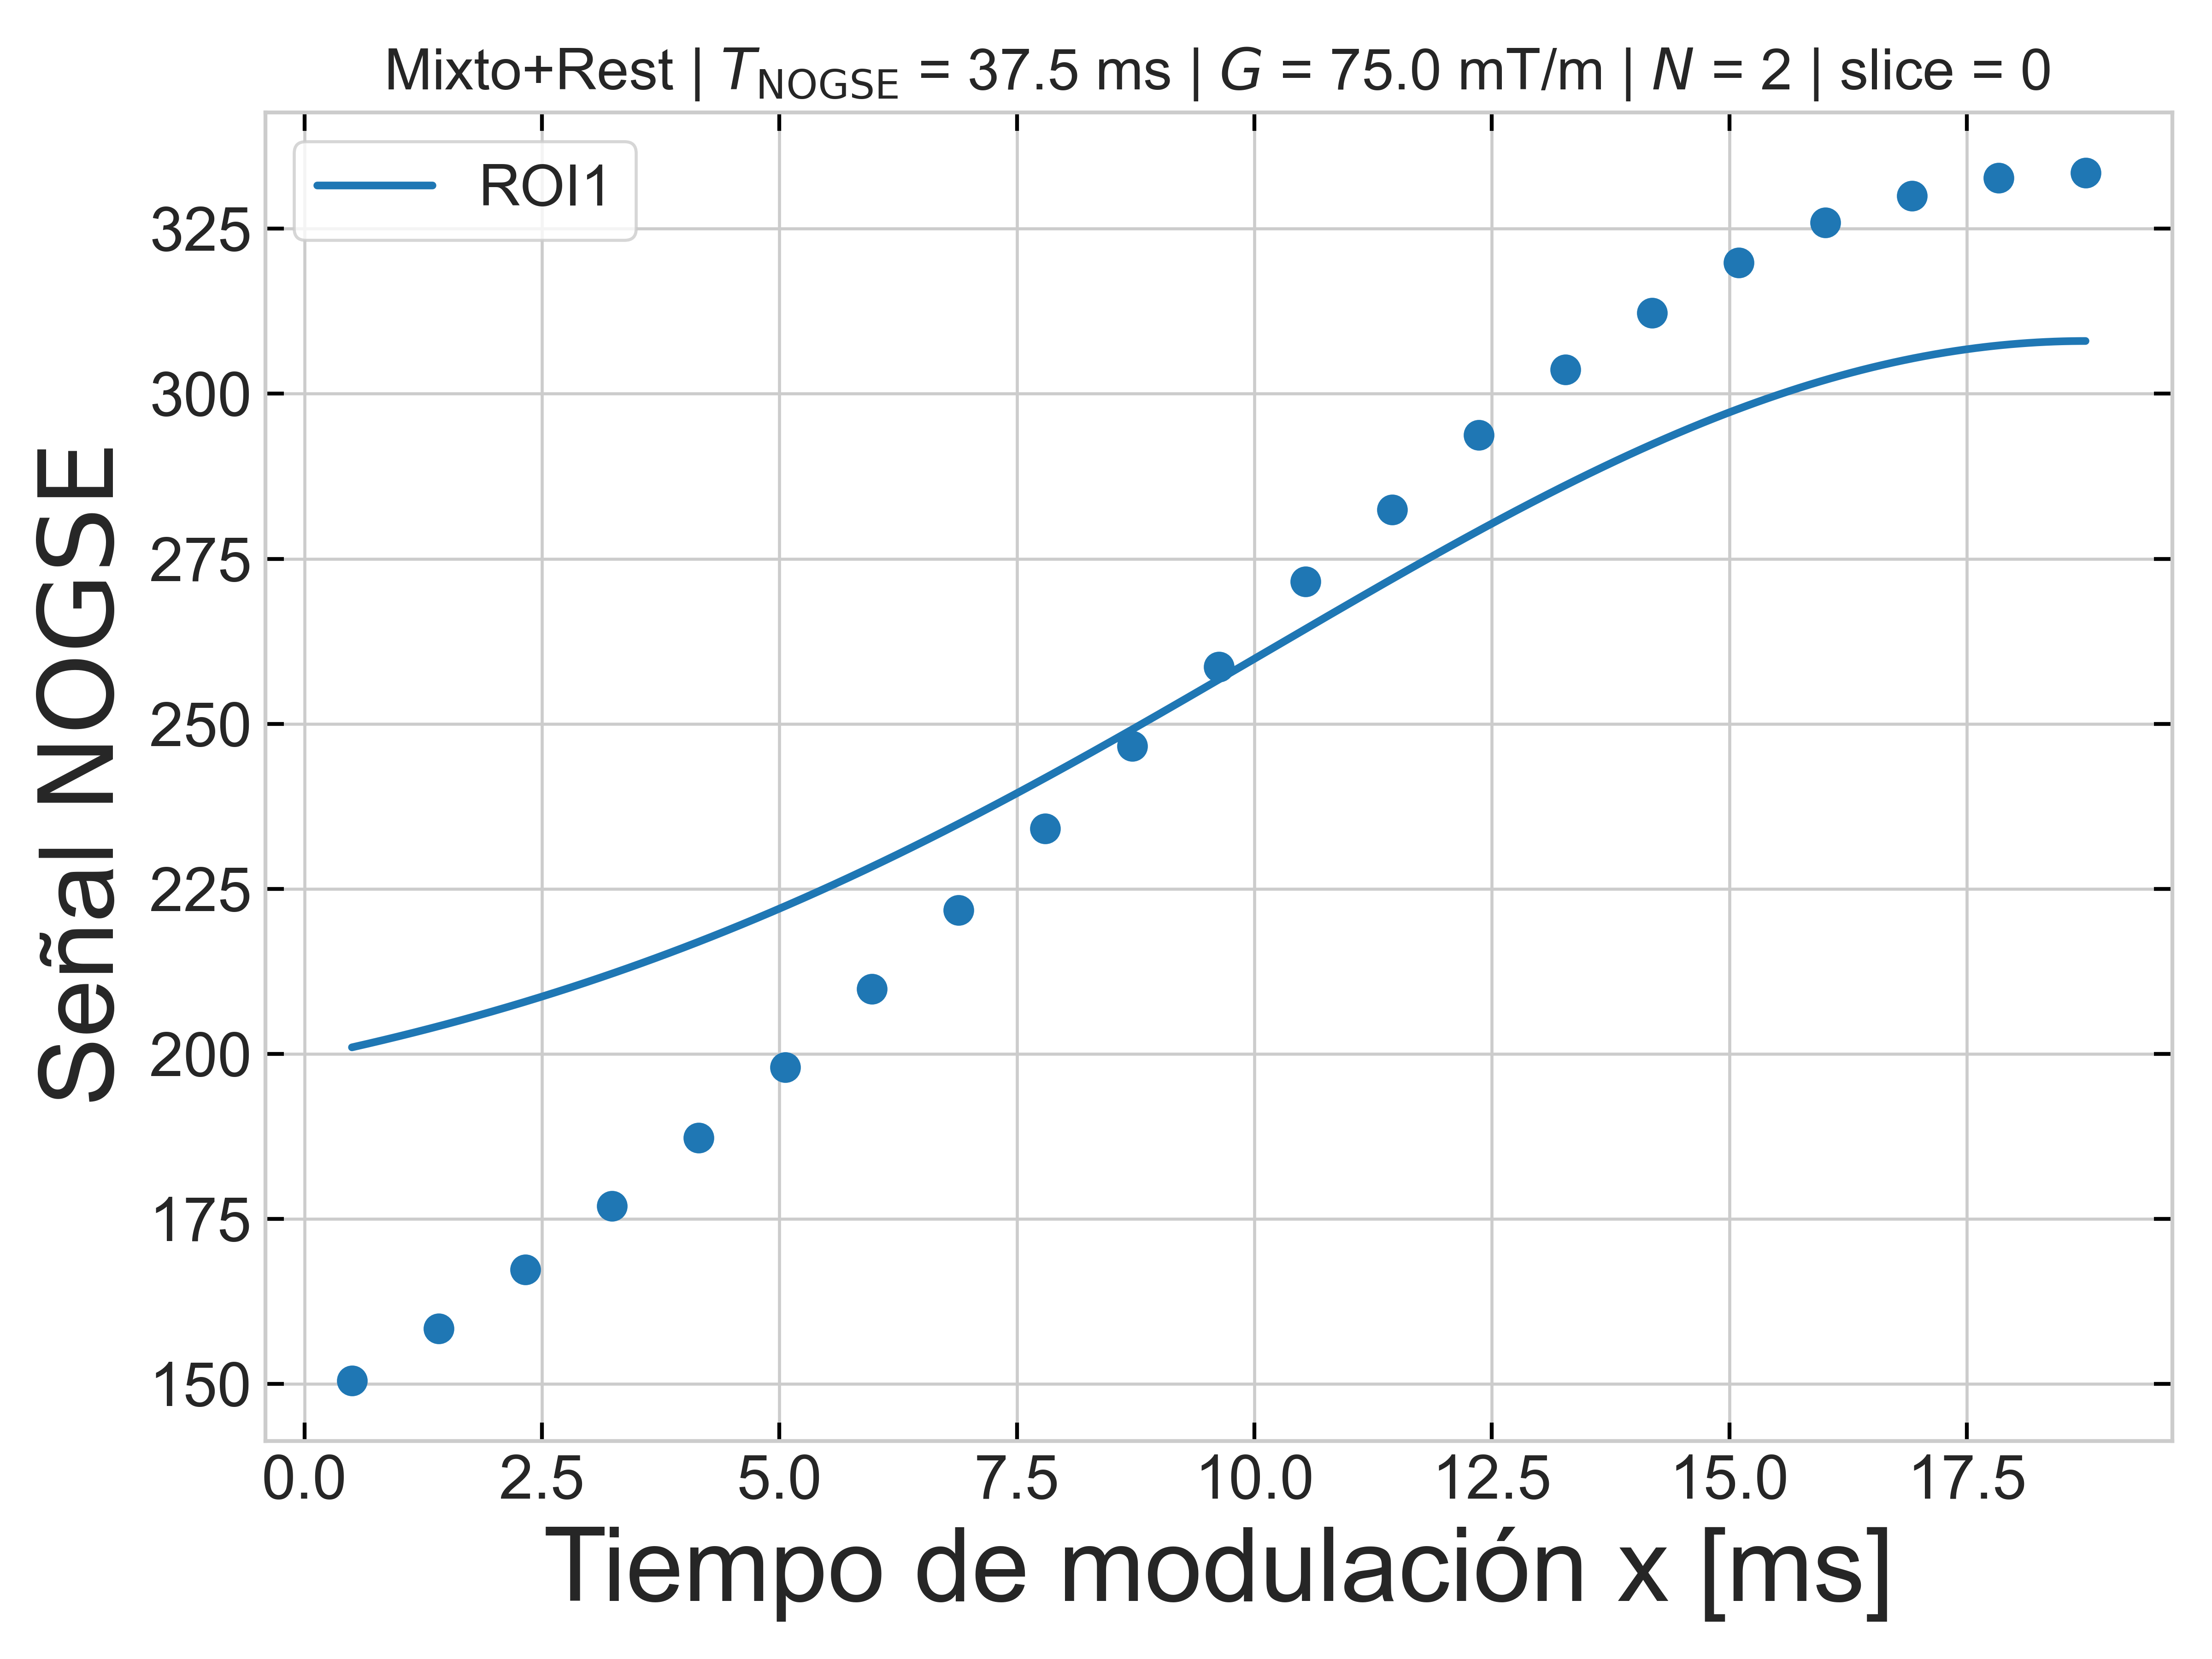 Mixto+Rest | T_NOGSE = 37.5 ms | G = 75.0 mT/m | N = 2 | slice = 0
ROI1
Señal NOGSE
325
300
275
250
225
200
175
150
0.0 2.5 5.0 7.5 10.0 12.5 15.0 17.5
Tiempo de modulación x [ms]